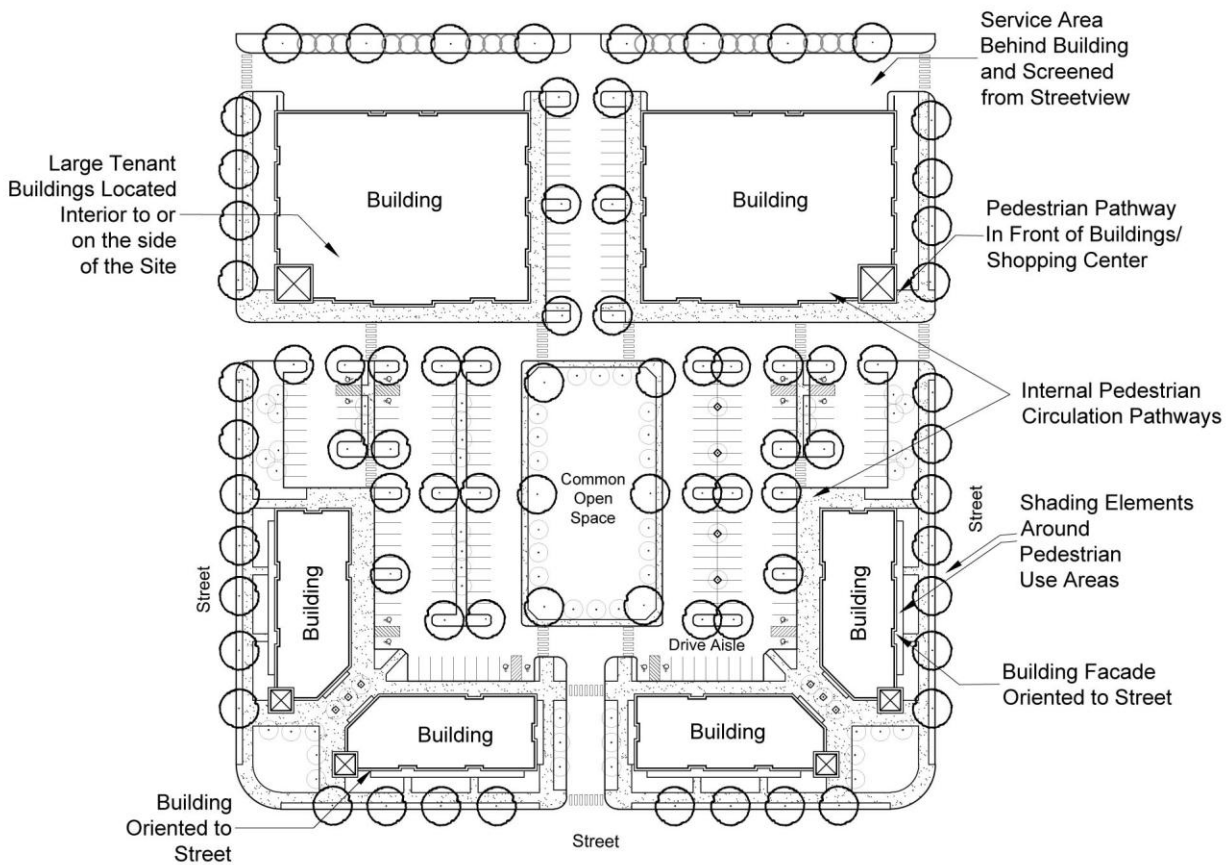 Service Area
Behind Building
and Screened
from Streetview
Large Tenant
Buildings Located
Interior to or
on the side
of the Site
Building
Building
Pedestrian Pathway
In Front of Buildings/
Shopping Center
Internal Pedestrian
Circulation Pathways
Common
Open
Space
Street
Shading Elements
Around
Pedestrian
Use Areas
Street
Building
Building
Drive Aisle
Building Facade
Oriented to Street
Building
Building
Building
Oriented to
Street
Street